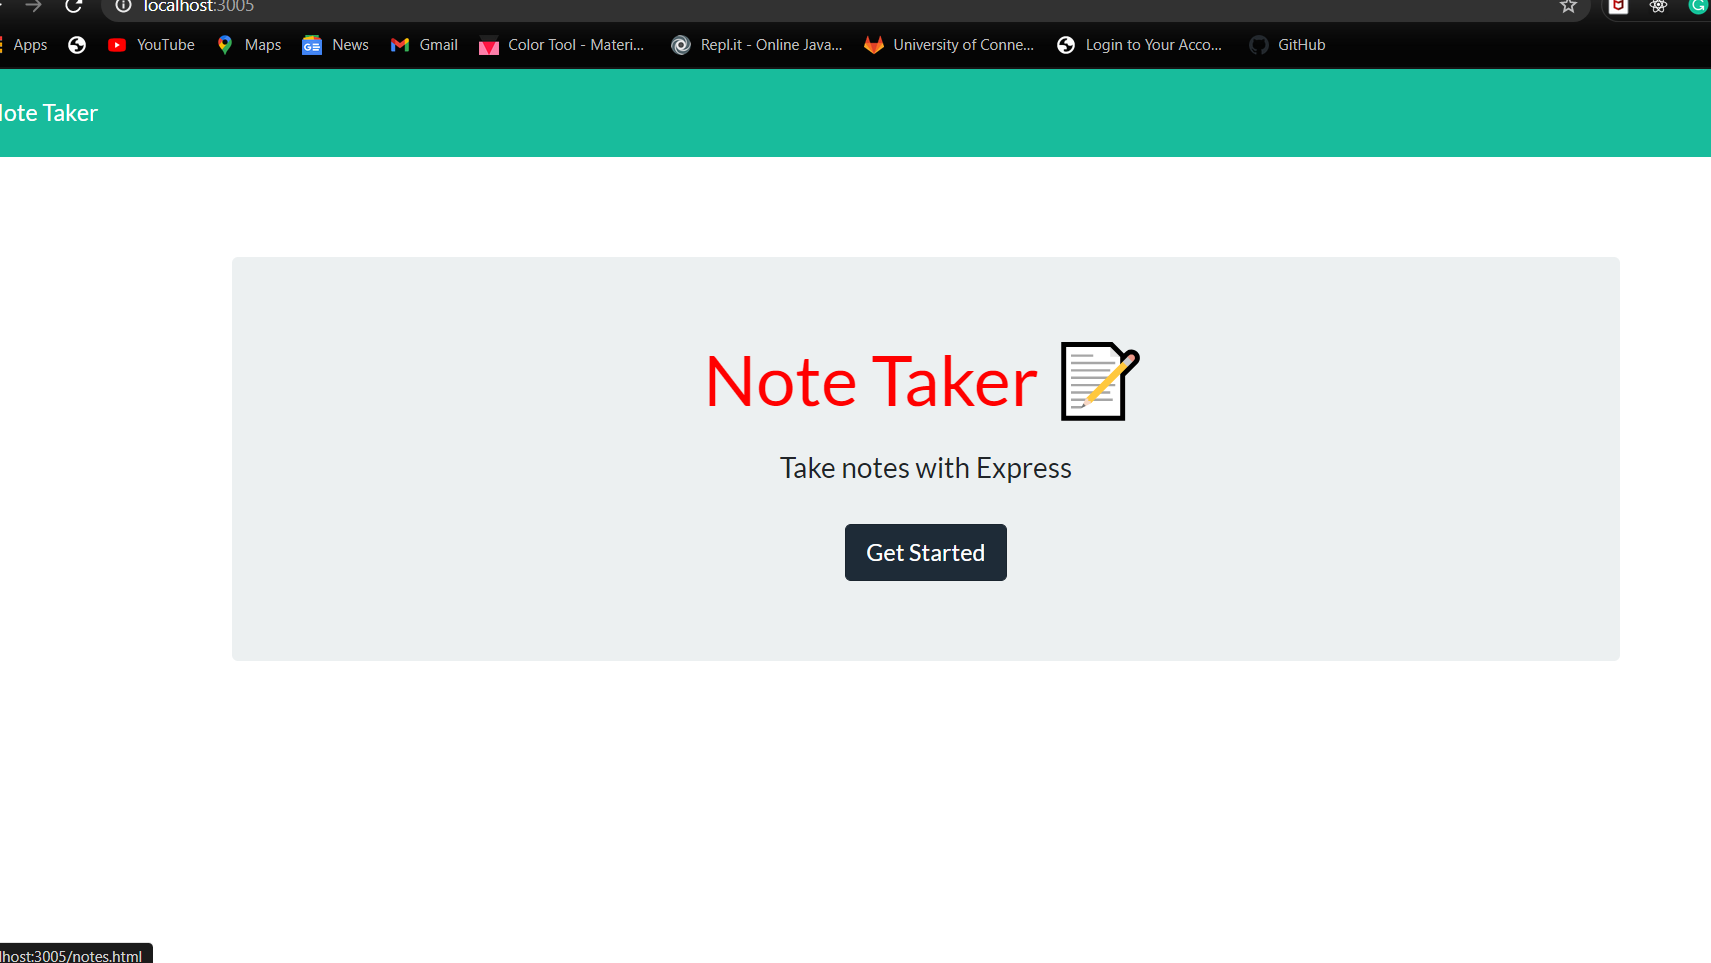 localhost:3005
Apps YouTube Maps News Gmail Color Tool - Materi... Repl.it - Online Java... University of Conne... Login to Your Acco... GitHub
ote Taker
Note Taker
Take notes with Express
Get Started
lhost:3005/notes.html